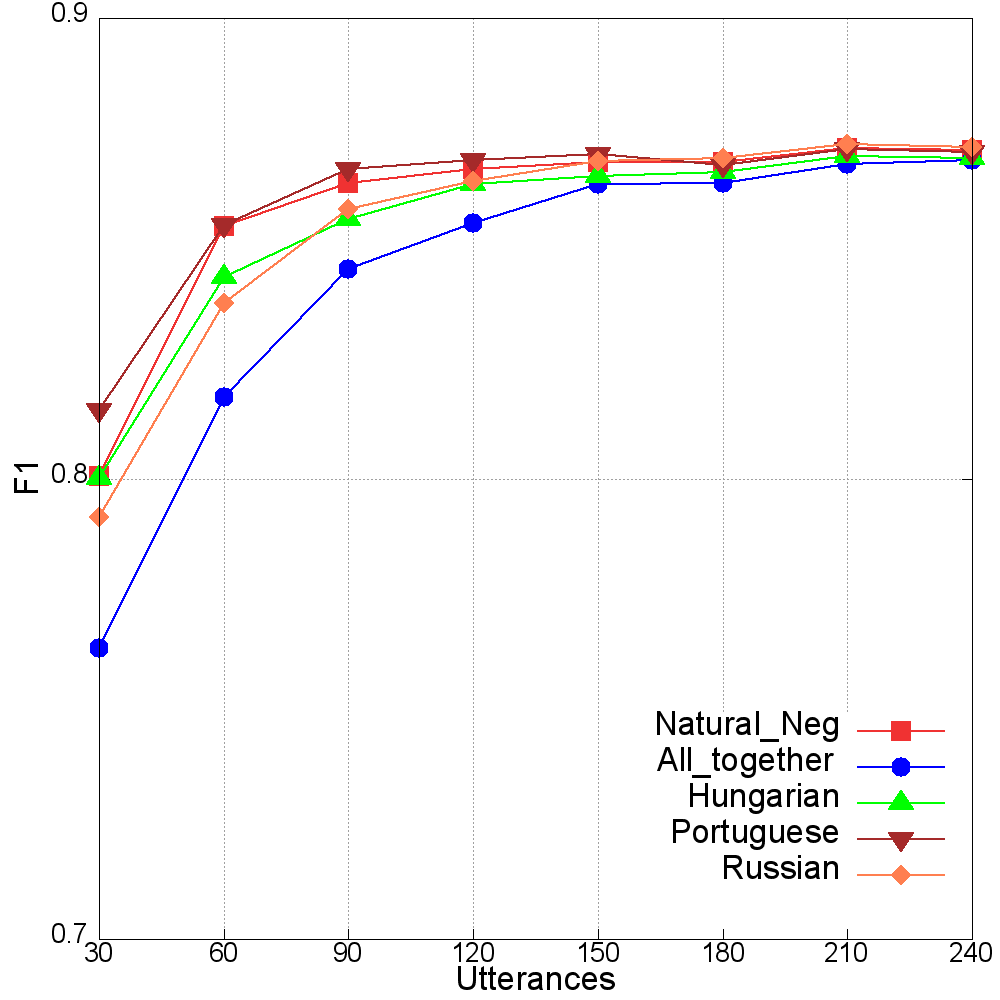 0.9
0.8
0.7
F1
Natural_Neg
All_together
Hungarian
Portuguese
Russian
30 60 90 120 150 180 210 240
Utterances